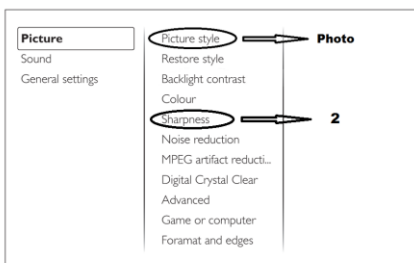 Picture
Sound
General settings
Picture style
Photo
Restore style
Backlight contrast
Colour
Sharpness
2
Noise reduction
MPEG artifact reducti...
Digital Crystal Clear
Advanced
Game or computer
Foramat and edges